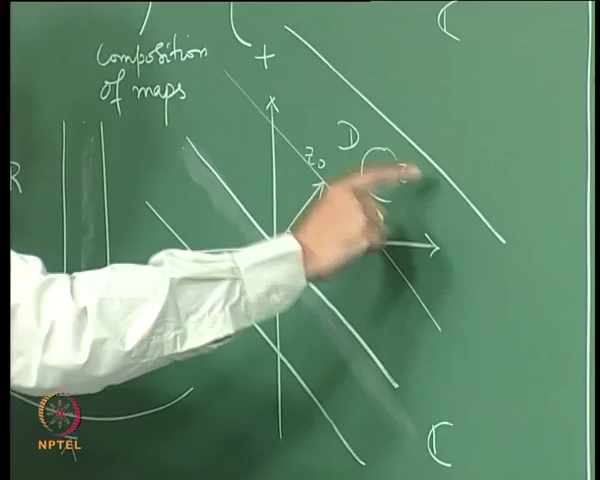 ℂ
composition
of maps
+
D
z₀
R
ℂ
NPTEL